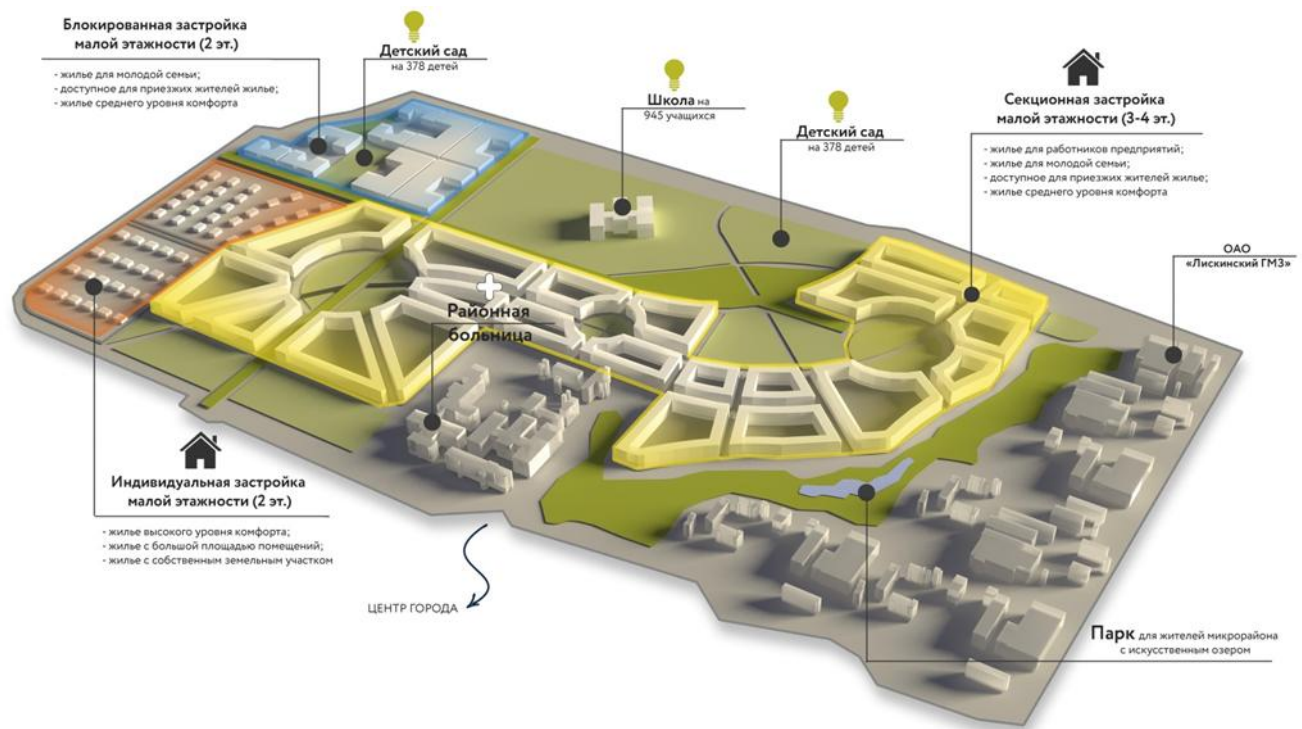 Блокированная застройка
малой этажности (2 эт.)
- жилье для молодой семьи;
- доступное для приезжих жителей жилье;
- жилье среднего уровня комфорта
Детский сад
на 378 детей
Школа на
945 учащихся
Детский сад
на 378 детей
Секционная застройка
малой этажности (3-4 эт.)
- жилье для работников предприятий;
- жилье для молодой семьи;
- доступное для приезжих жителей жилье;
- жилье среднего уровня комфорта
ОАО
«Лискинский ГМЗ»
Районная
больница
Индивидуальная застройка
малой этажности (2 эт.)
- жилье высокого уровня комфорта;
- жилье с большой площадью помещений;
- жилье с собственным земельным участком
ЦЕНТР ГОРОДА
Парк для жителей микрорайона
с искусственным озером